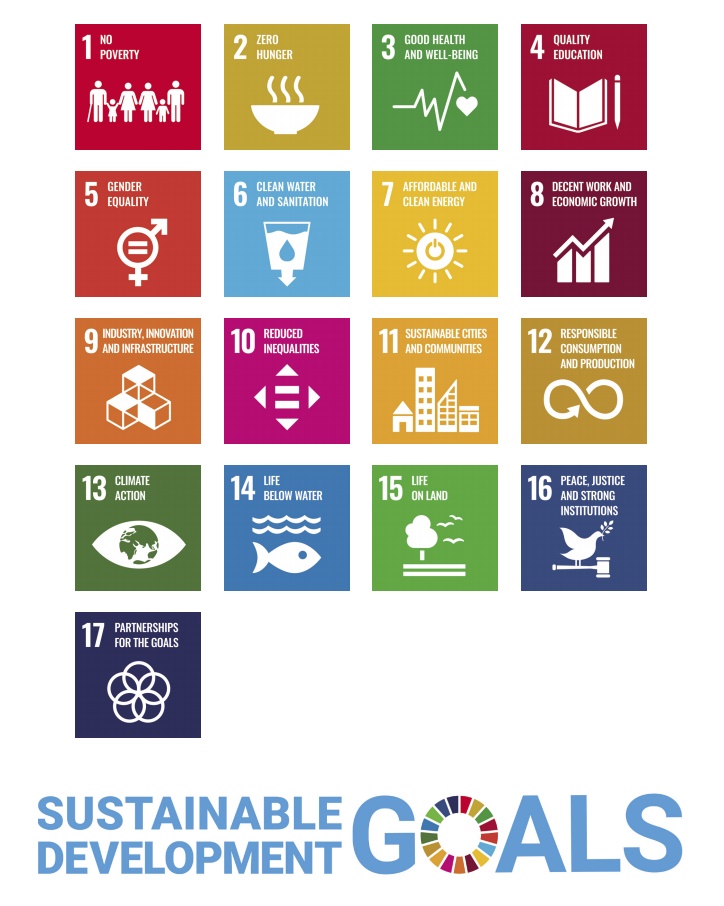 1 NO
POVERTY
2 ZERO
HUNGER
3 GOOD HEALTH
AND WELL-BEING
4 QUALITY
EDUCATION
5 GENDER
EQUALITY
6 CLEAN WATER
AND SANITATION
7 AFFORDABLE AND
CLEAN ENERGY
8 DECENT WORK AND
ECONOMIC GROWTH
9 INDUSTRY, INNOVATION
AND INFRASTRUCTURE
10 REDUCED
INEQUALITIES
11 SUSTAINABLE CITIES
AND COMMUNITIES
12 RESPONSIBLE
CONSUMPTION
AND PRODUCTION
13 CLIMATE
ACTION
14 LIFE
BELOW WATER
15 LIFE
ON LAND
16 PEACE, JUSTICE
AND STRONG
INSTITUTIONS
17 PARTNERSHIPS
FOR THE GOALS
SUSTAINABLE
DEVELOPMENT
GOALS